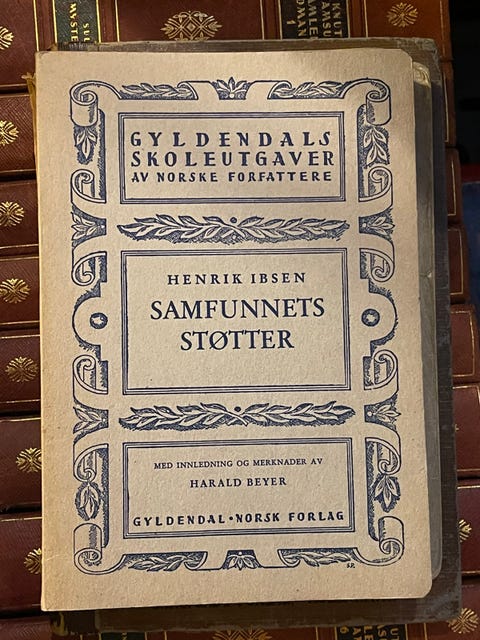 GYLDENDALS
SKOLEUTGAVER
AV NORSKE FORFATTERE
HENRIK IBSEN
SAMFUNNETS
STØTTER
MED INNLEDNING OG MERKNADER AV
HARALD BEYER
GYLDENDAL • NORSK FORLAG
S.P.